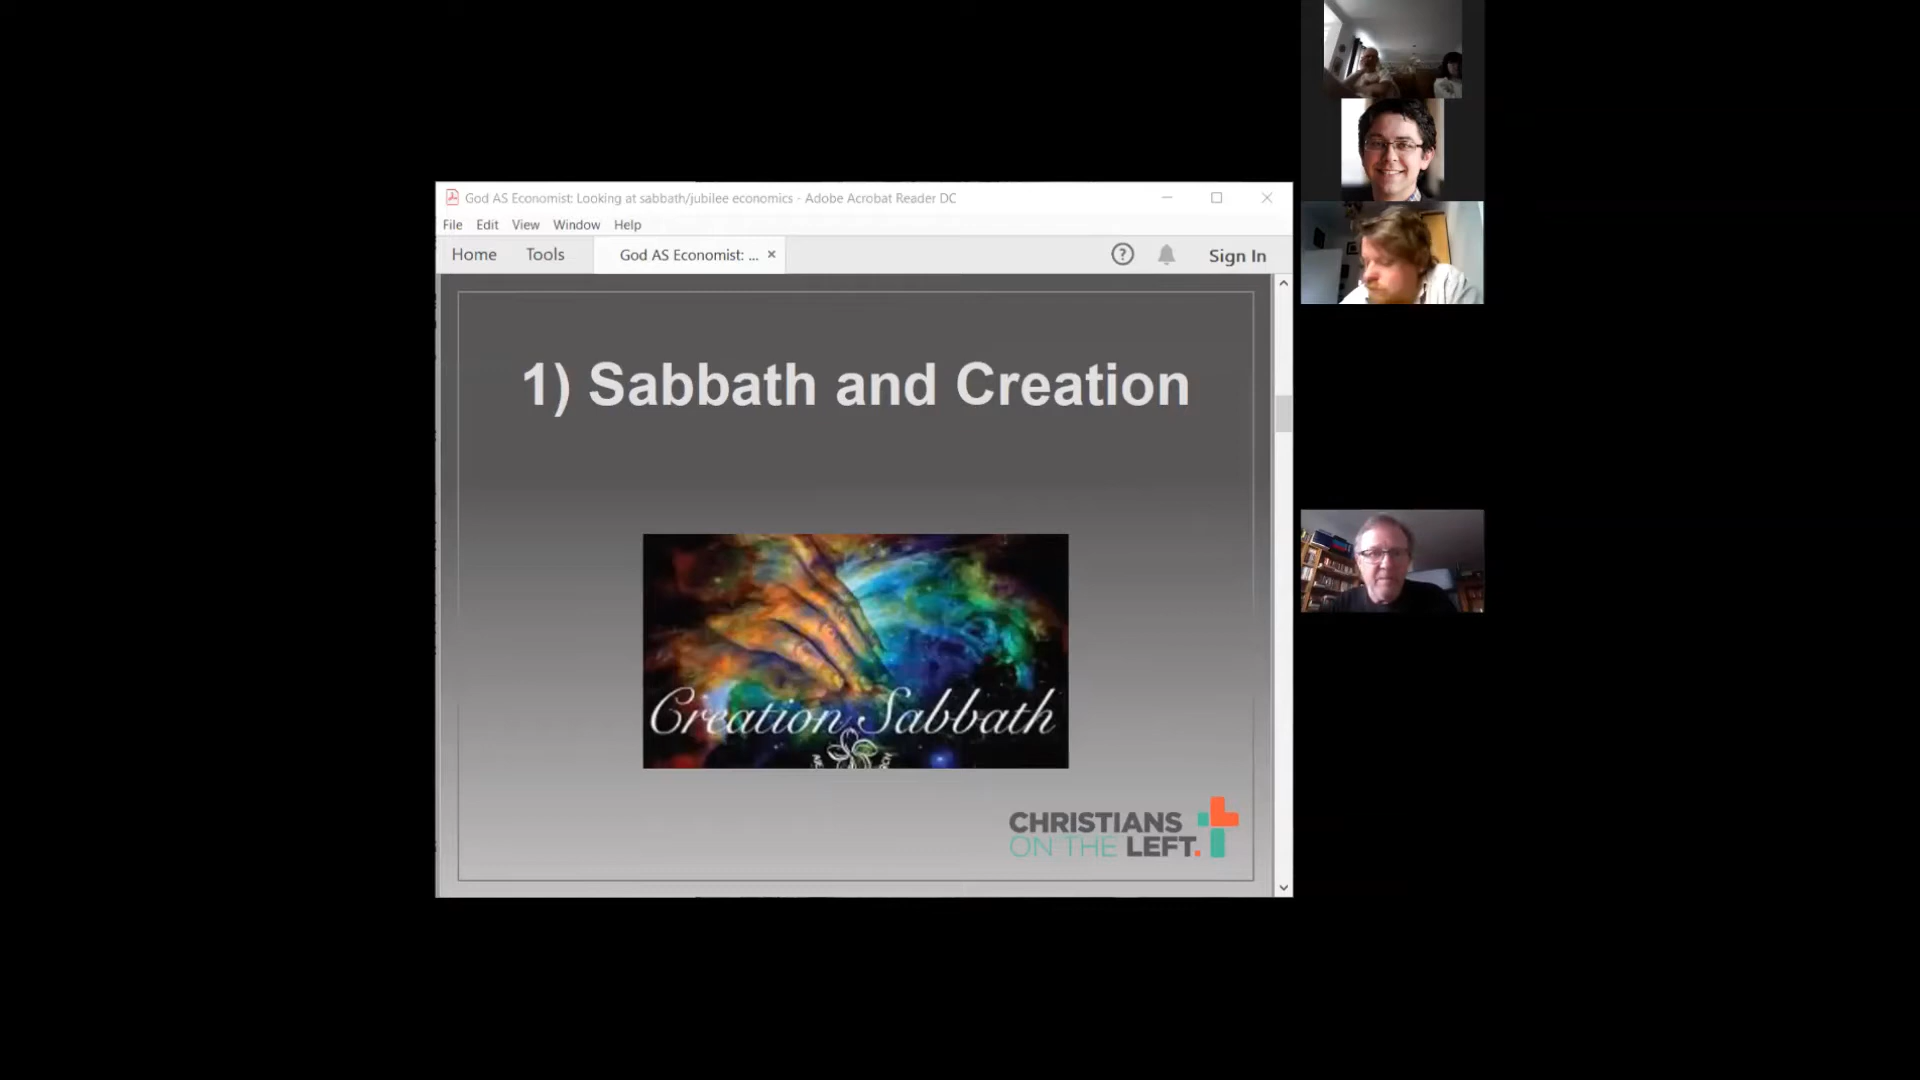 God AS Economist: Looking at sabbath/jubilee economics - Adobe Acrobat Reader DC
File Edit View Window Help
Home Tools God AS Economist: ... × ? Sign In
1) Sabbath and Creation
Creation Sabbath
CHRISTIANS
ON THE LEFT.